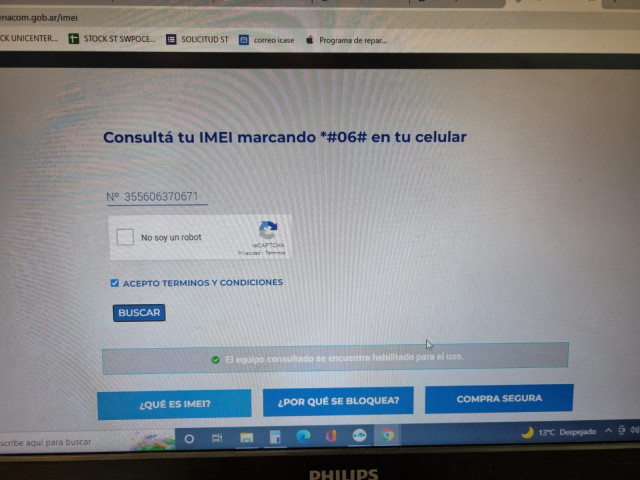 enacom.gob.ar/imei
CK UNICENTER... STOCK ST SWPOCE... SOLICITUD ST correo icase Programa de repar...
Consultá tu IMEI marcando *#06# en tu celular
Nº 355606370671
No soy un robot
reCAPTCHA
Privacidad - Términos
ACEPTO TERMINOS Y CONDICIONES
BUSCAR
El equipo consultado se encuentra habilitado para el uso.
¿QUÉ ES IMEI? ¿POR QUÉ SE BLOQUEA? COMPRA SEGURA
scribe aquí para buscar
13°C Despejado
PHILIPS